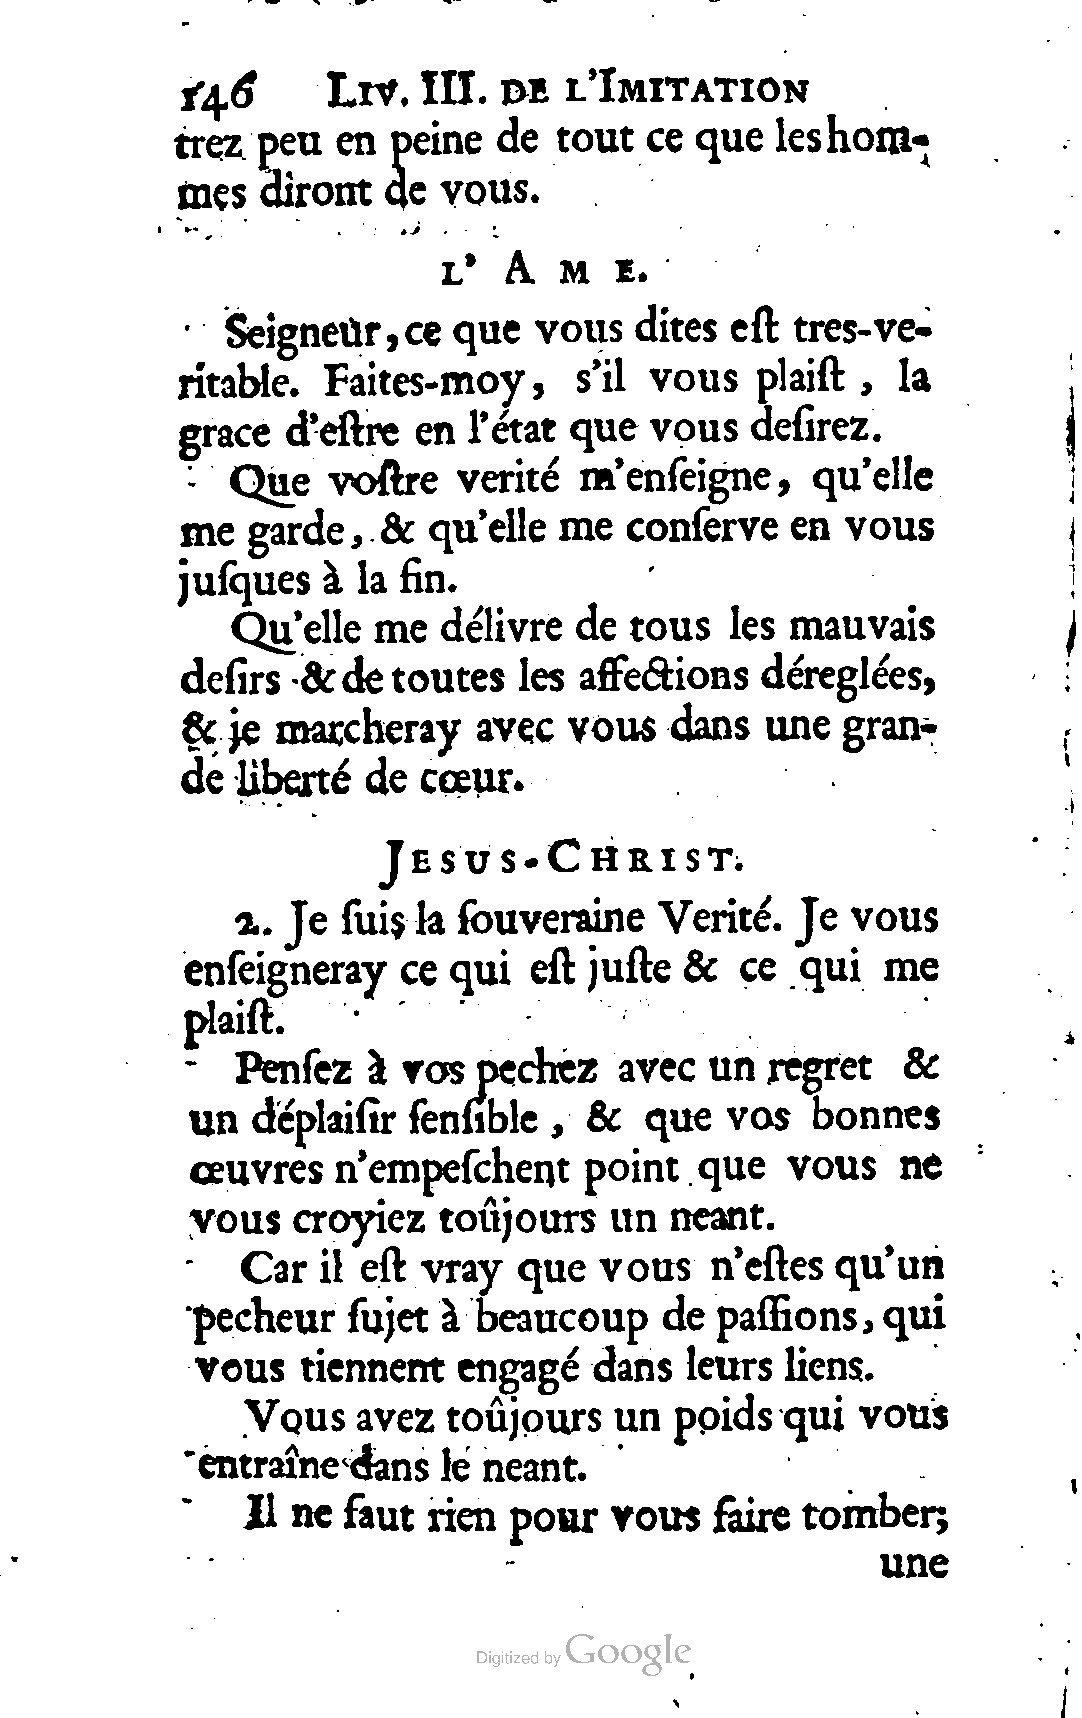 146 LIV. III. DE L'IMITATION
trez peu en peine de tout ce que les hom-
mes diront de vous.
L'AME.
Seigneur, ce que vous dites eſt tres-ve-
ritable. Faites-moy, s'il vous plaiſt, la
grace d'eſtre en l'état que vous deſirez.
Que voſtre verité m'enſeigne, qu'elle
me garde, & qu'elle me conſerve en vous
juſques à la fin.
Qu'elle me délivre de tous les mauvais
deſirs & de toutes les affections déreglées,
& je marcheray avec vous dans une gran-
de liberté de cœur.
JESUS-CHRIST.
2. Je ſuis la ſouveraine Verité. Je vous
enſeigneray ce qui eſt juſte & ce qui me
plaiſt.
Penſez à vos pechez avec un regret &
un déplaiſir ſenſible, & que vos bonnes
œuvres n'empeſchent point que vous ne
vous croyiez toûjours un neant.
Car il eſt vray que vous n'eſtes qu'un
pecheur ſujet à beaucoup de paſſions, qui
vous tiennent engagé dans leurs liens.
Vous avez toûjours un poids qui vous
entraîne dans le neant.
Il ne faut rien pour vous faire tomber;
une
Digitized by Google